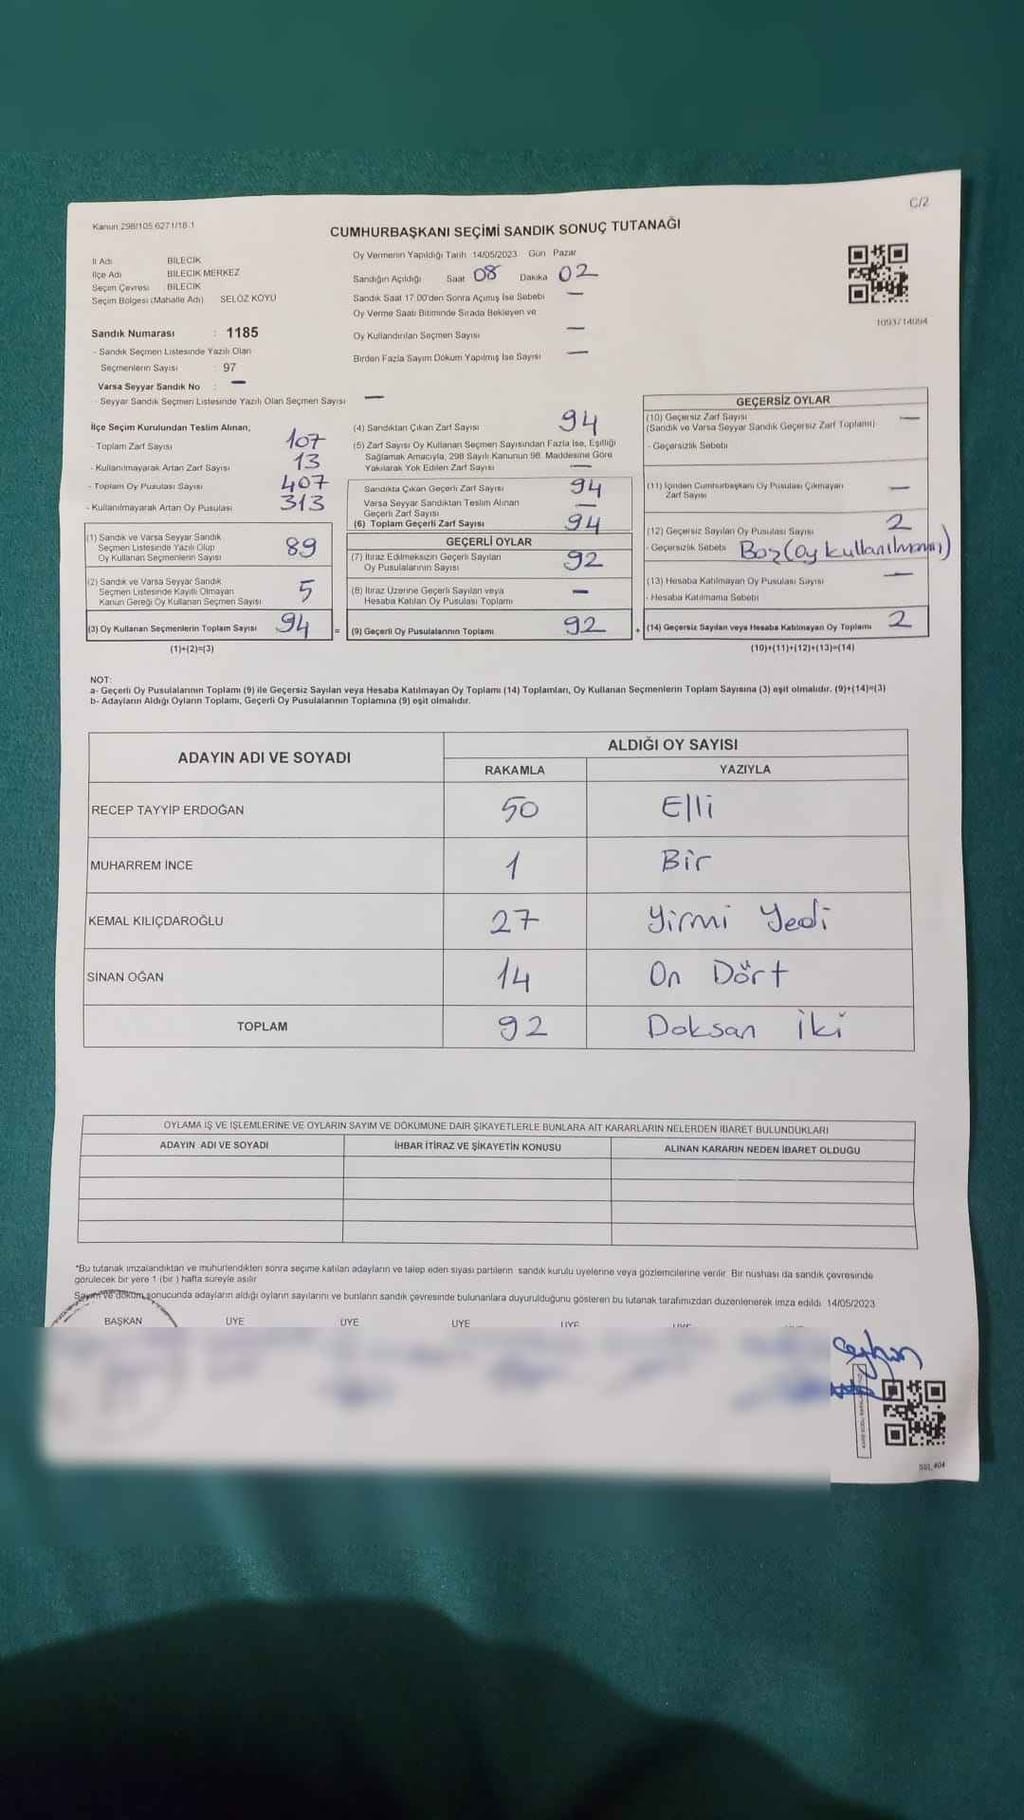 C/2
Kanun 298/105 6271/18.1
CUMHURBAŞKANI SEÇİMİ SANDIK SONUÇ TUTANAĞI
İl Adı BİLECİK
İlçe Adı BİLECİK MERKEZ
Seçim Çevresi BİLECİK
Seçim Bölgesi (Mahalle Adı) SELÖZ KÖYÜ
Sandık Numarası : 1185
- Sandık Seçmen Listesinde Yazılı Olan
Seçmenlerin Sayısı : 97
Varsa Seyyar Sandık No : —
- Seyyar Sandık Seçmen Listesinde Yazılı Olan Seçmen Sayısı —
Oy Vermenin Yapıldığı Tarih 14/05/2023 Gün Pazar
Sandığın Açıldığı Saat 08 Dakika 02
Sandık Saat 17.00'den Sonra Açılmış İse Sebebi —
Oy Verme Saati Bitiminde Sırada Bekleyen ve
Oy Kullandırılan Seçmen Sayısı —
Birden Fazla Sayım Döküm Yapılmış İse Sayısı —
1093714094
İlçe Seçim Kurulundan Teslim Alınan;
- Toplam Zarf Sayısı 107
- Kullanılmayarak Artan Zarf Sayısı 13
- Toplam Oy Pusulası Sayısı 407
- Kullanılmayarak Artan Oy Pusulası 313
(1) Sandık ve Varsa Seyyar Sandık
Seçmen Listesinde Yazılı Olup
Oy Kullanan Seçmenlerin Sayısı 89
(2) Sandık ve Varsa Seyyar Sandık
Seçmen Listesinde Kayıtlı Olmayan
Kanun Gereği Oy Kullanan Seçmen Sayısı 5
(3) Oy Kullanan Seçmenlerin Toplam Sayısı 94 =
(1)+(2)=(3)
(4) Sandıktan Çıkan Zarf Sayısı 94
(5) Zarf Sayısı Oy Kullanan Seçmen Sayısından Fazla İse, Eşitliği
Sağlamak Amacıyla, 298 Sayılı Kanunun 98. Maddesine Göre
Yakılarak Yok Edilen Zarf Sayısı —
Sandıkta Çıkan Geçerli Zarf Sayısı 94
Varsa Seyyar Sandıktan Teslim Alınan
Geçerli Zarf Sayısı —
(6) Toplam Geçerli Zarf Sayısı 94
GEÇERLİ OYLAR
(7) İtiraz Edilmeksizin Geçerli Sayılan
Oy Pusulalarının Sayısı 92
(8) İtiraz Üzerine Geçerli Sayılan veya
Hesaba Katılan Oy Pusulası Toplamı —
(9) Geçerli Oy Pusulalarının Toplamı 92 +
GEÇERSİZ OYLAR
(10) Geçersiz Zarf Sayısı —
(Sandık ve Varsa Seyyar Sandık Geçersiz Zarf Toplamı)
- Geçersizlik Sebebi
(11) İçinden Cumhurbaşkanı Oy Pusulası Çıkmayan
Zarf Sayısı —
(12) Geçersiz Sayılan Oy Pusulası Sayısı 2
- Geçersizlik Sebebi Boş (oy kullanılmamış)
(13) Hesaba Katılmayan Oy Pusulası Sayısı —
- Hesaba Katılmama Sebebi
(14) Geçersiz Sayılan veya Hesaba Katılmayan Oy Toplamı 2
(10)+(11)+(12)+(13)=(14)
NOT:
a- Geçerli Oy Pusulalarının Toplamı (9) ile Geçersiz Sayılan veya Hesaba Katılmayan Oy Toplamı (14) Toplamları, Oy Kullanan Seçmenlerin Toplam Sayısına (3) eşit olmalıdır. (9)+(14)=(3)
b- Adayların Aldığı Oyların Toplamı, Geçerli Oy Pusulalarının Toplamına (9) eşit olmalıdır.
ADAYIN ADI VE SOYADI ALDIĞI OY SAYISI
RAKAMLA YAZIYLA
RECEP TAYYİP ERDOĞAN 50 Elli
MUHARREM İNCE 1 Bir
KEMAL KILIÇDAROĞLU 27 Yirmi Yedi
SİNAN OĞAN 14 On Dört
TOPLAM 92 Doksan İki
OYLAMA İŞ VE İŞLEMLERİNE VE OYLARIN SAYIM VE DÖKÜMÜNE DAİR ŞİKAYETLERLE BUNLARA AİT KARARLARIN NELERDEN İBARET BULUNDUKLARI
ADAYIN ADI VE SOYADI İHBAR İTİRAZ VE ŞİKAYETİN KONUSU ALINAN KARARIN NEDEN İBARET OLDUĞU
*Bu tutanak imzalandıktan ve mühürlendikten sonra seçime katılan adayların ve talep eden siyasi partilerin sandık kurulu üyelerine veya gözlemcilerine verilir. Bir nüshası da sandık çevresinde
görülecek bir yere 1 (bir) hafta süreyle asılır
Sayım ve döküm sonucunda adayların aldığı oyların sayılarını ve bunların sandık çevresinde bulunanlara duyurulduğunu gösteren bu tutanak tarafımızdan düzenlenerek imza edildi. 14/05/2023
BAŞKAN ÜYE ÜYE ÜYE ÜYE